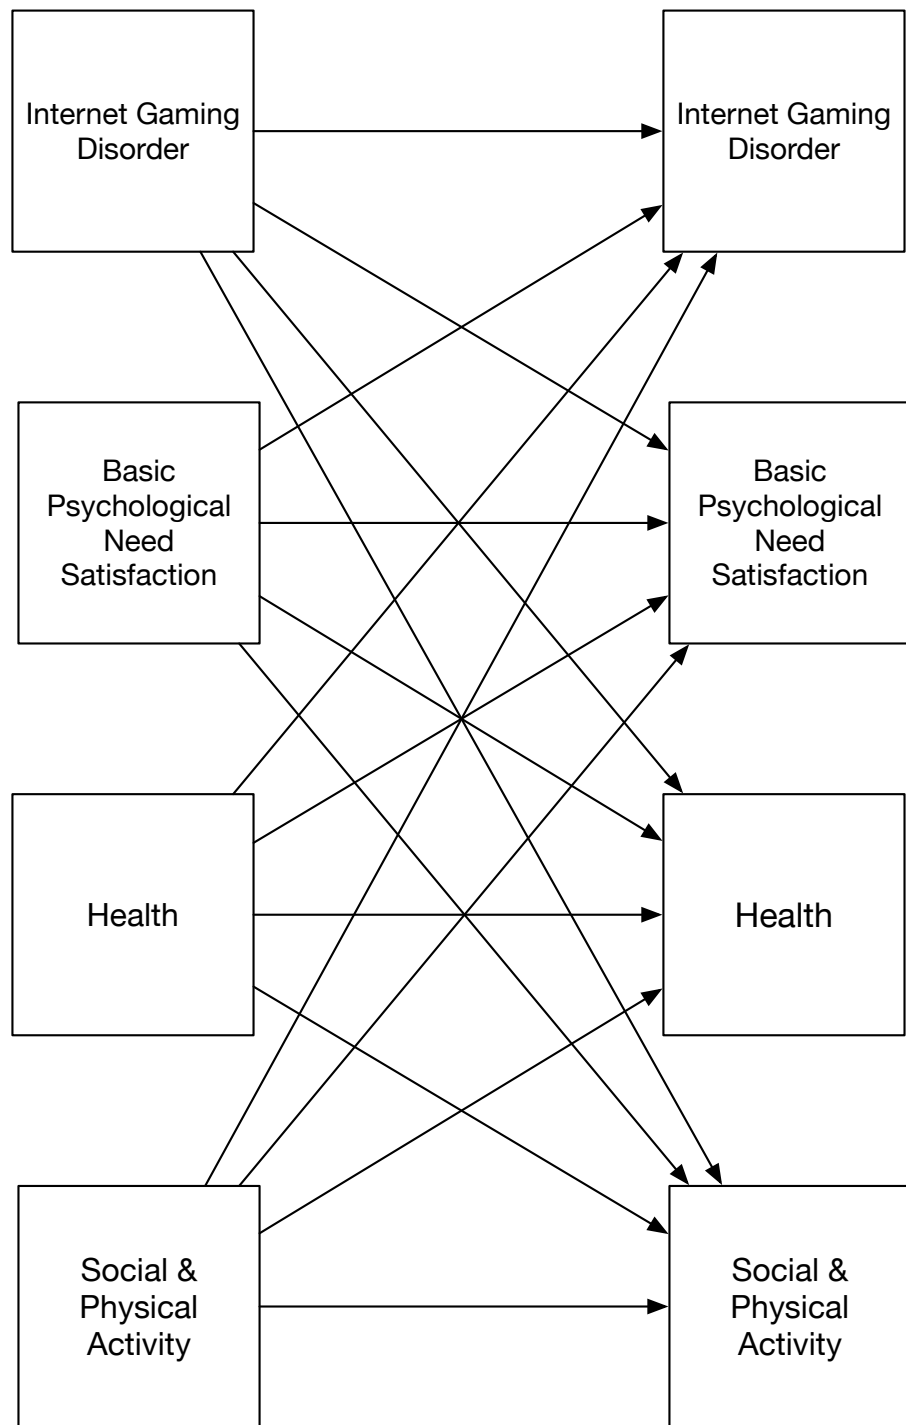 Internet Gaming
Disorder
Internet Gaming
Disorder
Basic
Psychological
Need
Satisfaction
Basic
Psychological
Need
Satisfaction
Health
Health
Social &
Physical
Activity
Social &
Physical
Activity